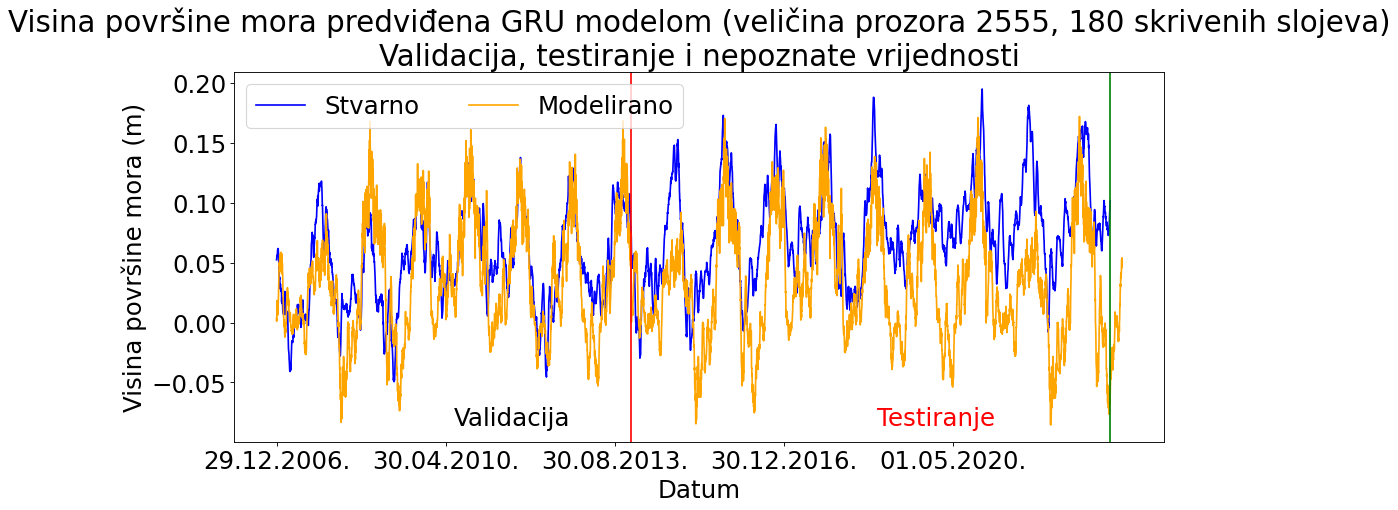 Visina površine mora predviđena GRU modelom (veličina prozora 2555, 180 skrivenih slojeva)
Validacija, testiranje i nepoznate vrijednosti
Stvarno
Modelirano
Visina površine mora (m)
0.20
0.15
0.10
0.05
0.00
−0.05
Validacija
Testiranje
29.12.2006.
30.04.2010.
30.08.2013.
30.12.2016.
01.05.2020.
Datum